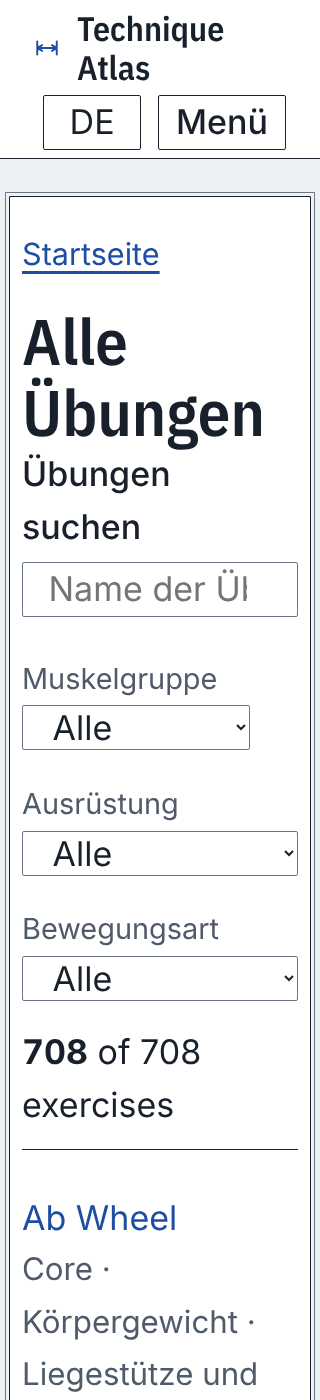 Technique
Atlas
DE
Menü
Startseite
Alle
Übungen
Übungen
suchen
Name der
Muskelgruppe
Alle
Ausrüstung
Alle
Bewegungsart
Alle
708 of 708
exercises
Ab Wheel
Core ·
Körpergewicht ·
Liegestütze und